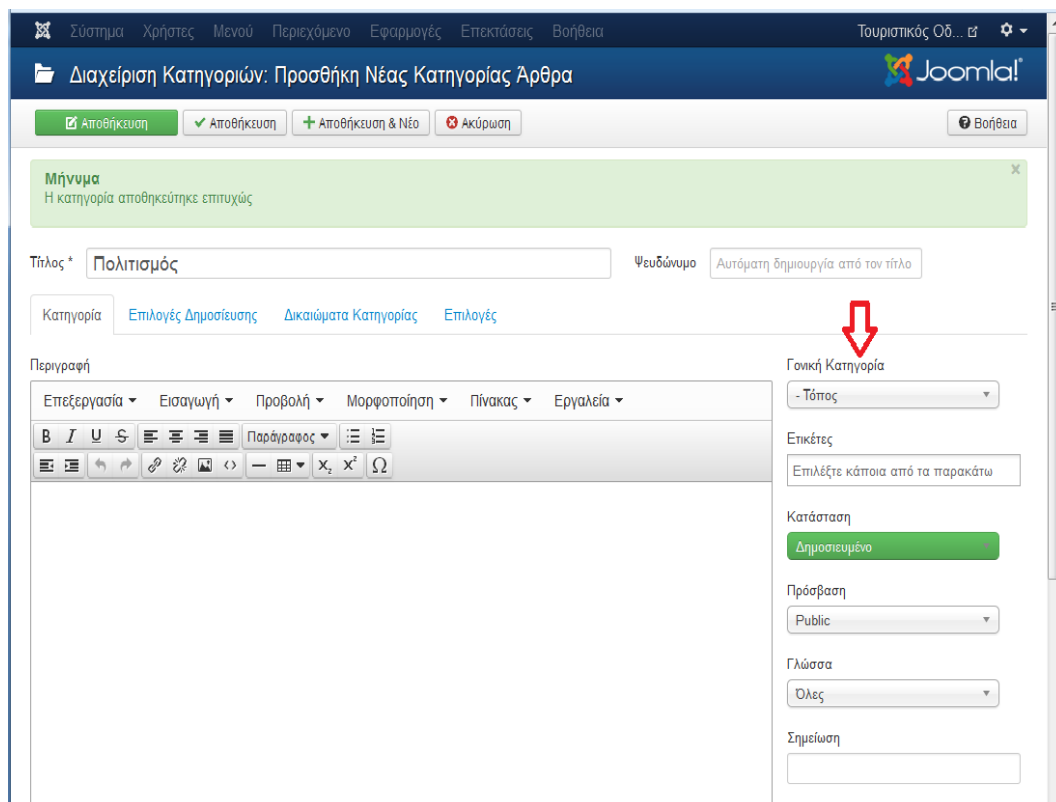 Σύστημα Χρήστες Μενού Περιεχόμενο Εφαρμογές Επεκτάσεις Βοήθεια Τουριστικός Οδ...
Διαχείριση Κατηγοριών: Προσθήκη Νέας Κατηγορίας Άρθρα Joomla!
Αποθήκευση Αποθήκευση Αποθήκευση & Νέο Ακύρωση Βοήθεια
Μήνυμα
Η κατηγορία αποθηκεύτηκε επιτυχώς
Τίτλος * Πολιτισμός Ψευδώνυμο Αυτόματη δημιουργία από τον τίτλο
Κατηγορία Επιλογές Δημοσίευσης Δικαιώματα Κατηγορίας Επιλογές
Περιγραφή
Επεξεργασία Εισαγωγή Προβολή Μορφοποίηση Πίνακας Εργαλεία
B I U S Παράγραφος
X₂ X² Ω
Γονική Κατηγορία
- Τόπος
Ετικέτες
Επιλέξτε κάποια από τα παρακάτω
Κατάσταση
Δημοσιευμένο
Πρόσβαση
Public
Γλώσσα
Όλες
Σημείωση